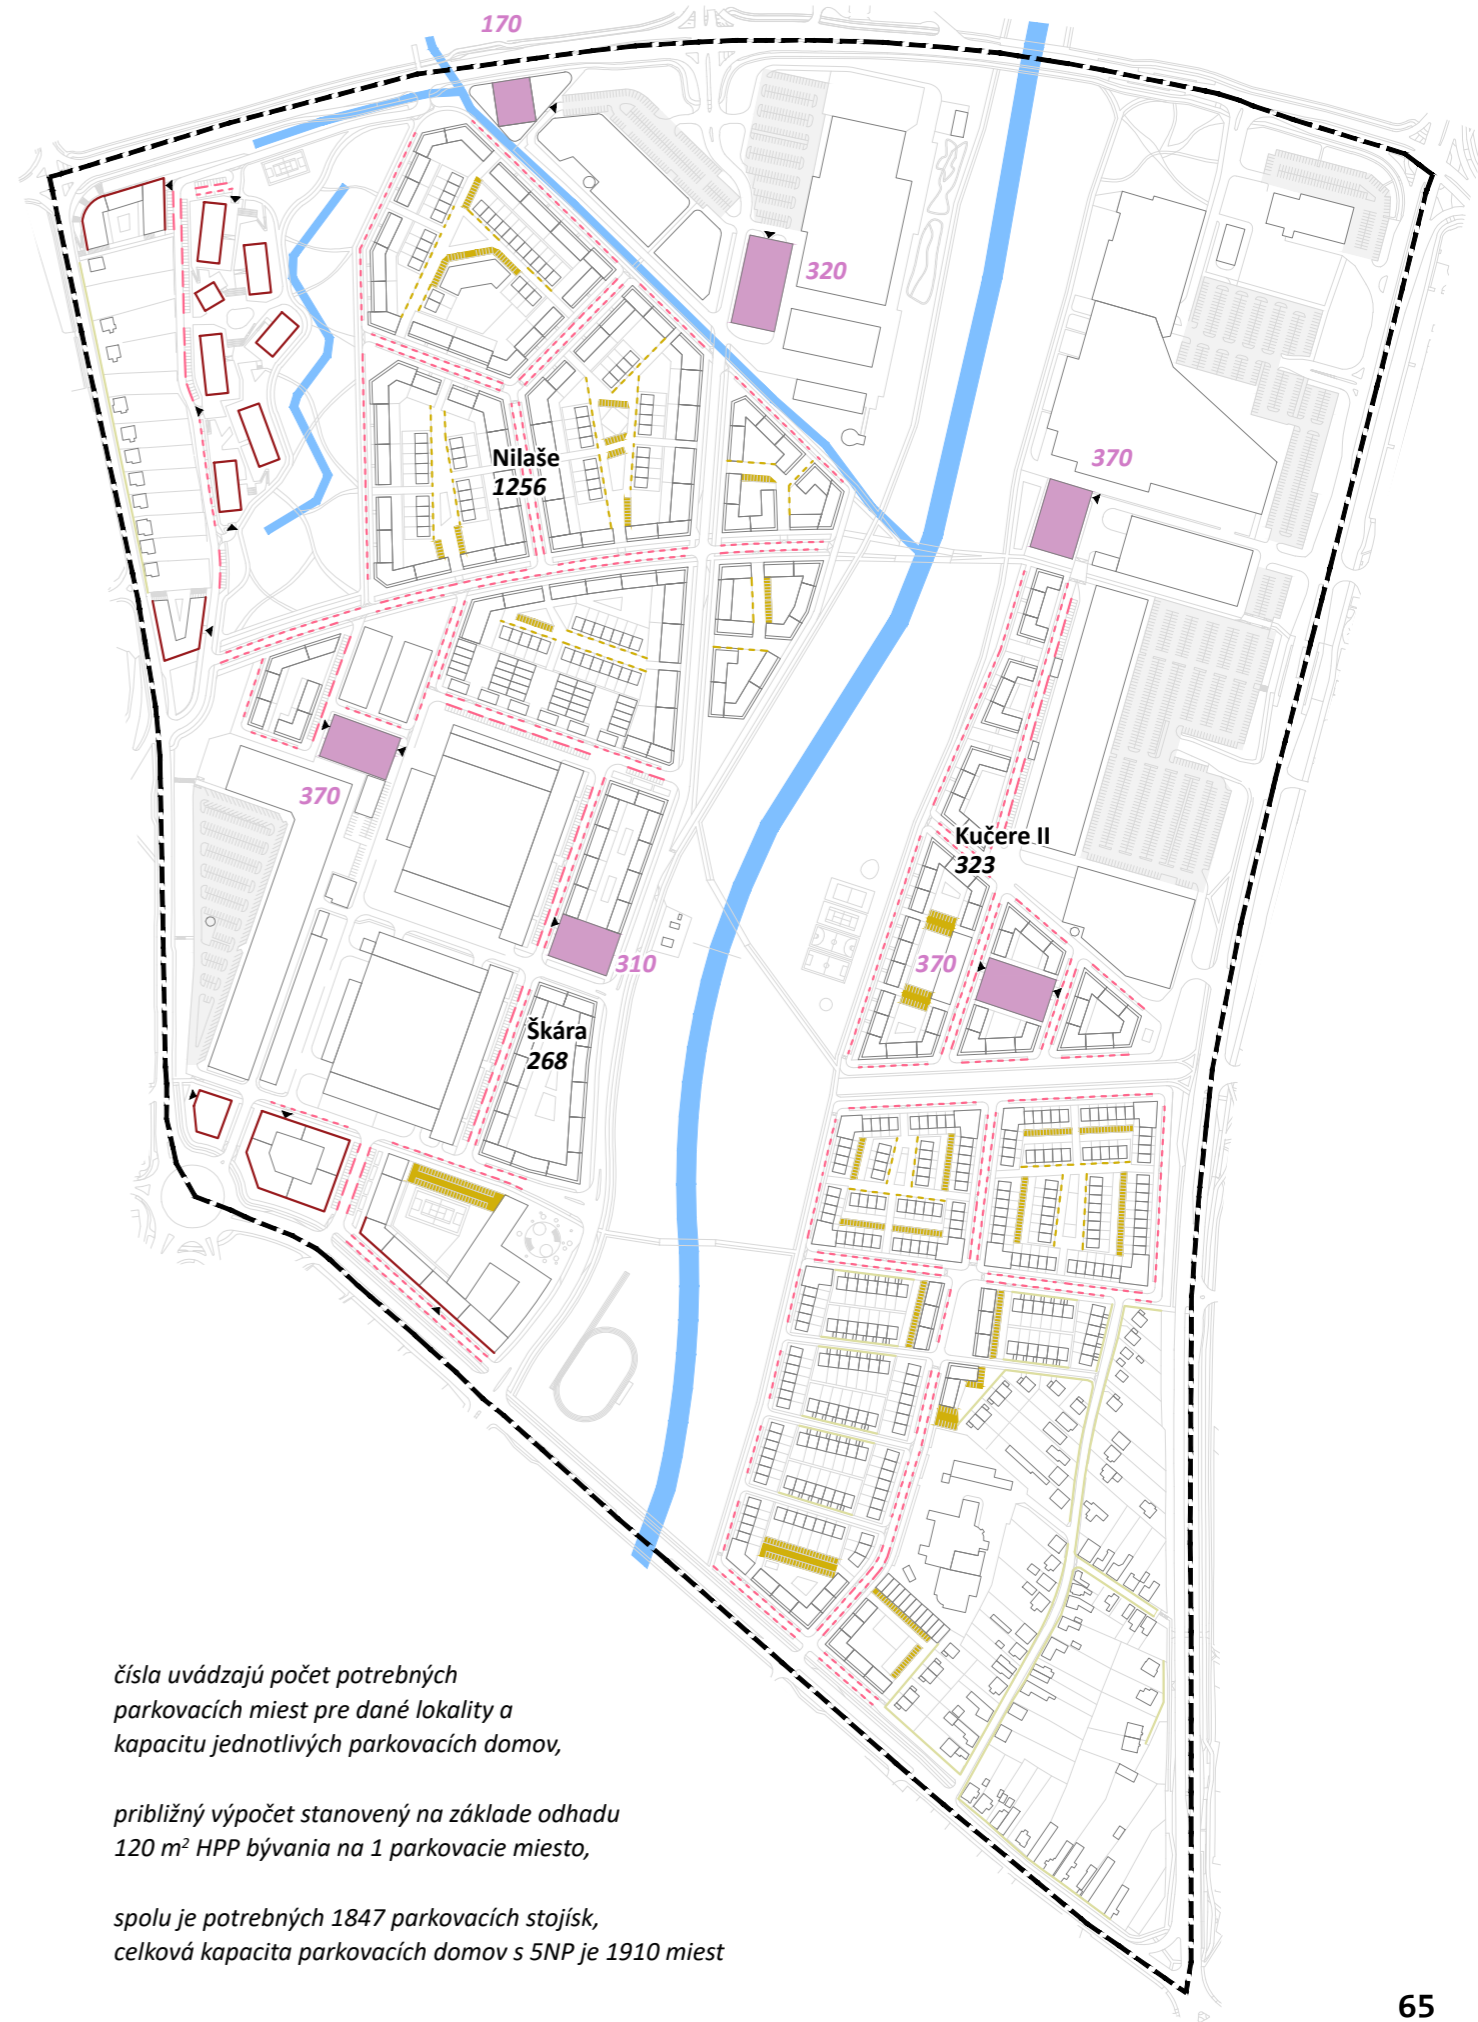 170
320
370
Nilaše
1256
370
Kučere II
323
370
310
Škára
268
čísla uvádzajú počet potrebných
parkovacích miest pre dané lokality a
kapacitu jednotlivých parkovacích domov,
približný výpočet stanovený na základe odhadu
120 m² HPP bývania na 1 parkovacie miesto,
spolu je potrebných 1847 parkovacích stojísk,
celková kapacita parkovacích domov s 5NP je 1910 miest
65